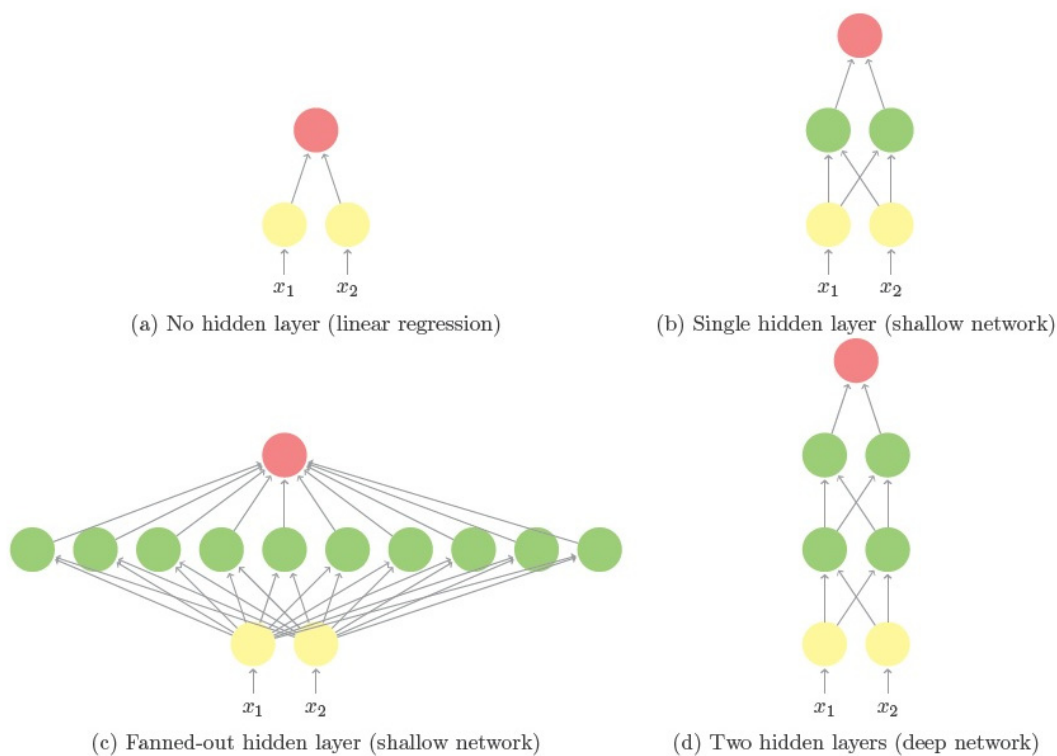 x₁ x₂
(a) No hidden layer (linear regression)
x₁ x₂
(b) Single hidden layer (shallow network)
x₁ x₂
(c) Fanned-out hidden layer (shallow network)
x₁ x₂
(d) Two hidden layers (deep network)